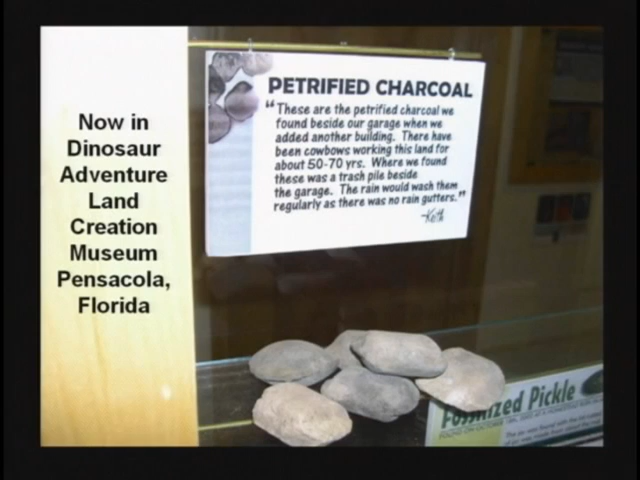 Now in
Dinosaur
Adventure
Land
Creation
Museum
Pensacola,
Florida
PETRIFIED CHARCOAL
"These are the petrified charcoal we
found beside our garage when we
added another building. There have
been cowboys working this land for
about 50-70 yrs. Where we found
these was a trash pile beside
the garage. The rain would wash them
regularly as there was no rain gutters."
-Keith
Fossilized Pickle